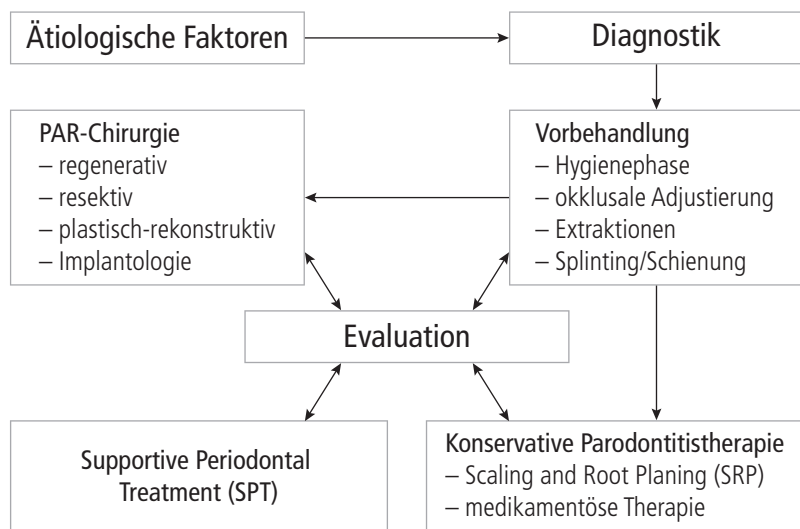 Ätiologische Faktoren
Diagnostik
PAR-Chirurgie
– regenerativ
– resektiv
– plastisch-rekonstruktiv
– Implantologie
Vorbehandlung
– Hygienephase
– okklusale Adjustierung
– Extraktionen
– Splinting/Schienung
Evaluation
Supportive Periodontal
Treatment (SPT)
Konservative Parodontitistherapie
– Scaling and Root Planing (SRP)
– medikamentöse Therapie